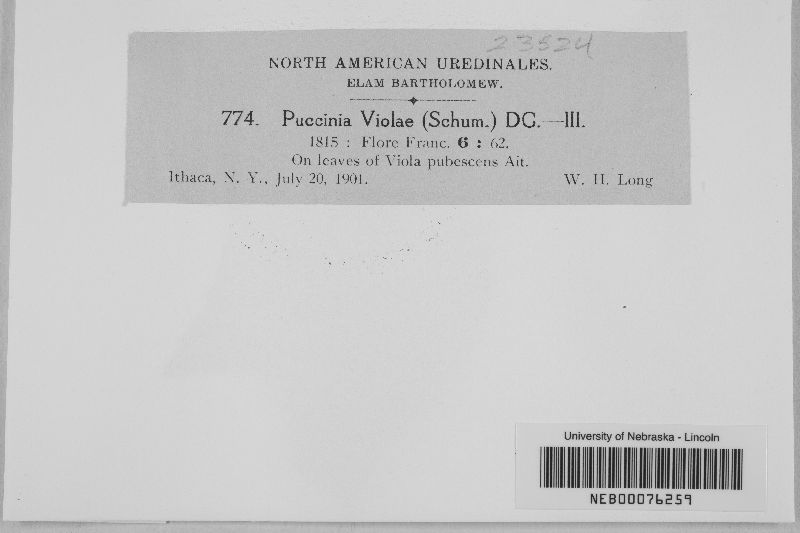 23524
NORTH AMERICAN UREDINALES.
ELAM BARTHOLOMEW.
774. Puccinia Violae (Schum.) DC.—III.
1815 : Flore Franc. 6 : 62.
On leaves of Viola pubescens Ait.
Ithaca, N. Y., July 20, 1901. W. H. Long
University of Nebraska - Lincoln
NEB00076259